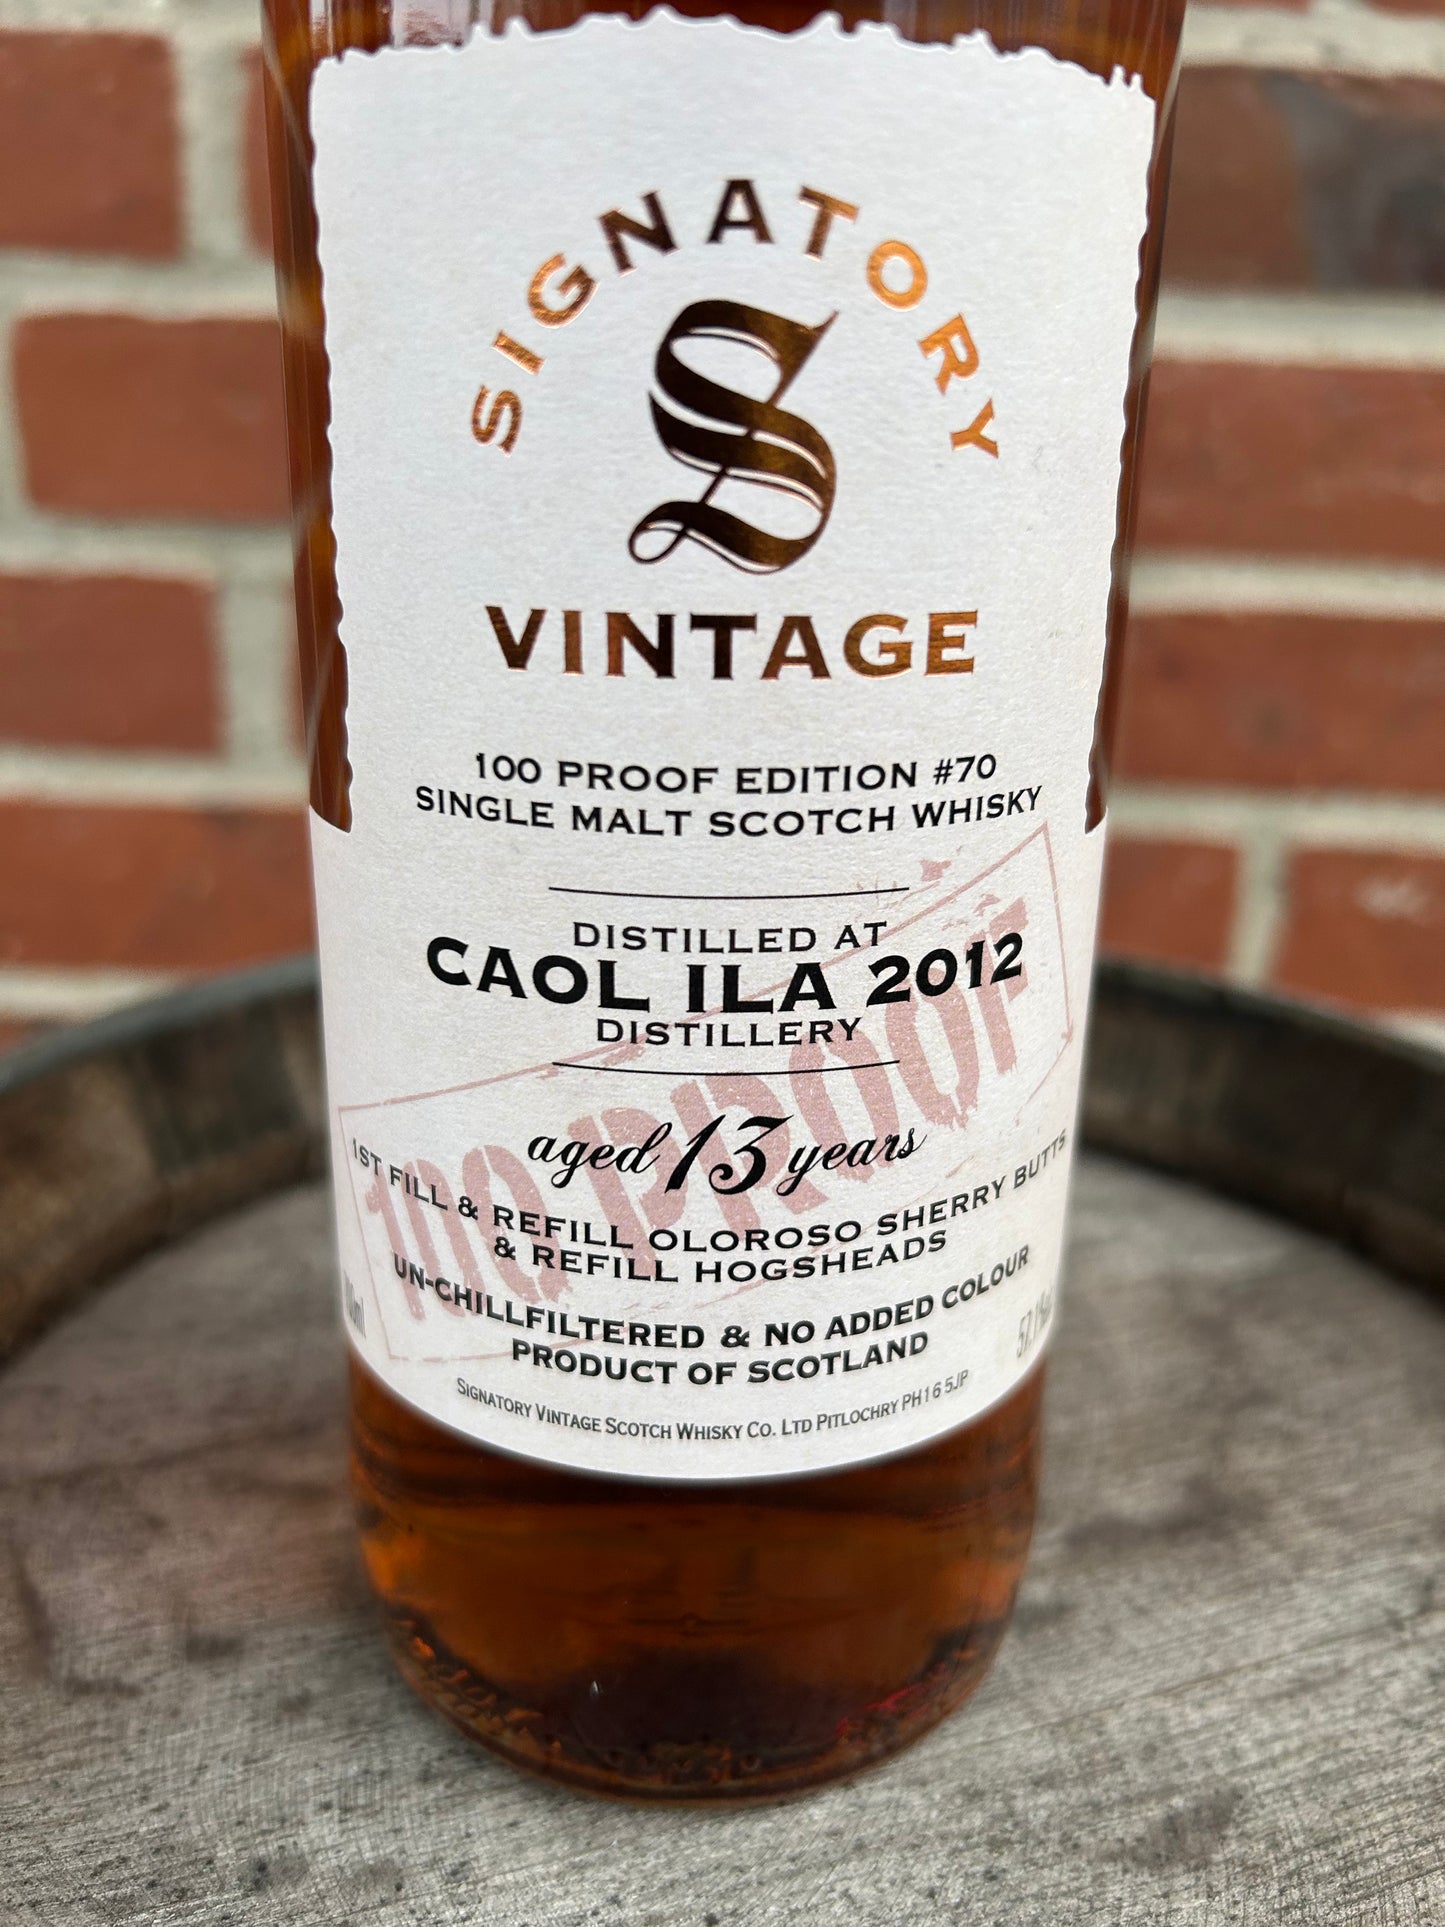 SIGNATORY
S
VINTAGE
100 PROOF EDITION #70
SINGLE MALT SCOTCH WHISKY
DISTILLED AT
CAOL ILA 2012
DISTILLERY
100 PROOF
aged 13 years
1ST FILL & REFILL OLOROSO SHERRY BUTTS
& REFILL HOGSHEADS
UN-CHILLFILTERED & NO ADDED COLOUR
PRODUCT OF SCOTLAND
SIGNATORY VINTAGE SCOTCH WHISKY CO. LTD PITLOCHRY PH16 5JP